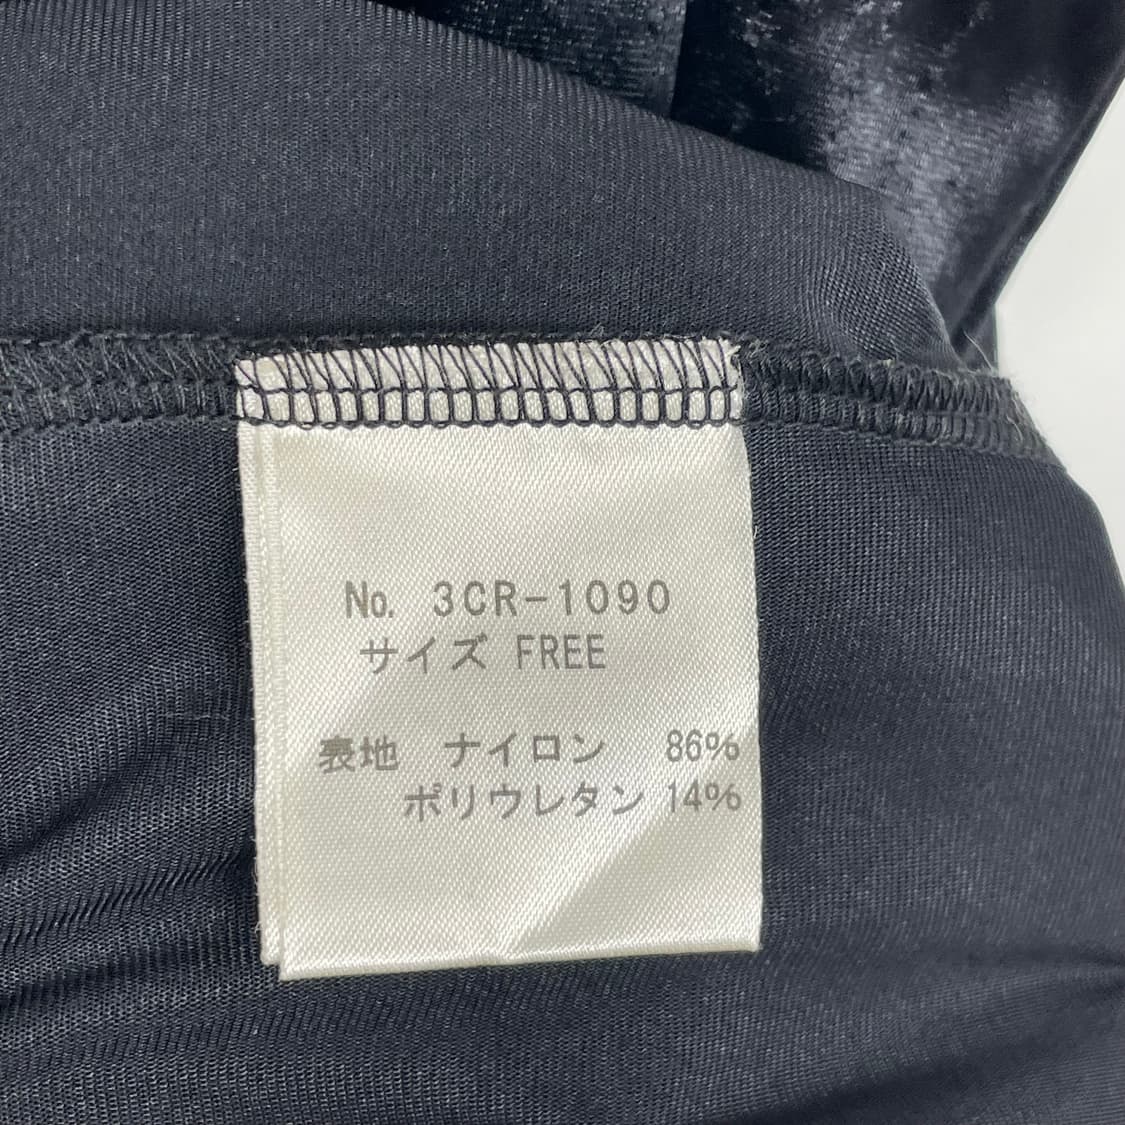 № 3CR-1090
サイズ FREE
表地 ナイロン 86%
ポリウレタン 14%